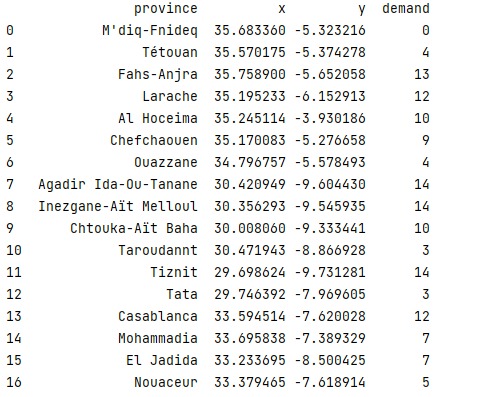 province x y demand
0 M'diq-Fnideq 35.683360 -5.323216 0
1 Tétouan 35.570175 -5.374278 4
2 Fahs-Anjra 35.758900 -5.652058 13
3 Larache 35.195233 -6.152913 12
4 Al Hoceima 35.245114 -3.930186 10
5 Chefchaouen 35.170083 -5.276658 9
6 Ouazzane 34.796757 -5.578493 4
7 Agadir Ida-Ou-Tanane 30.420949 -9.604430 14
8 Inezgane-Aït Melloul 30.356293 -9.545935 14
9 Chtouka-Aït Baha 30.008060 -9.333441 10
10 Taroudannt 30.471943 -8.866928 3
11 Tiznit 29.698624 -9.731281 14
12 Tata 29.746392 -7.969605 3
13 Casablanca 33.594514 -7.620028 12
14 Mohammadia 33.695838 -7.389329 7
15 El Jadida 33.233695 -8.500425 7
16 Nouaceur 33.379465 -7.618914 5